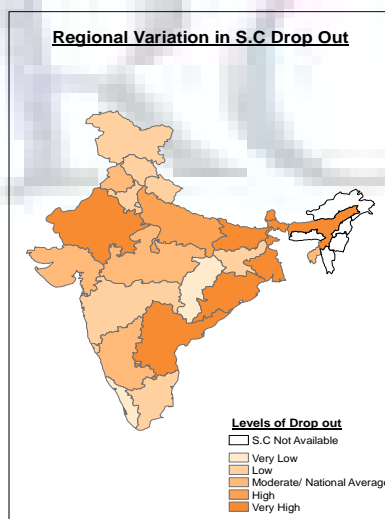 Regional Variation in S.C Drop Out
Levels of Drop out
S.C Not Available
Very Low
Low
Moderate/ National Average
High
Very High